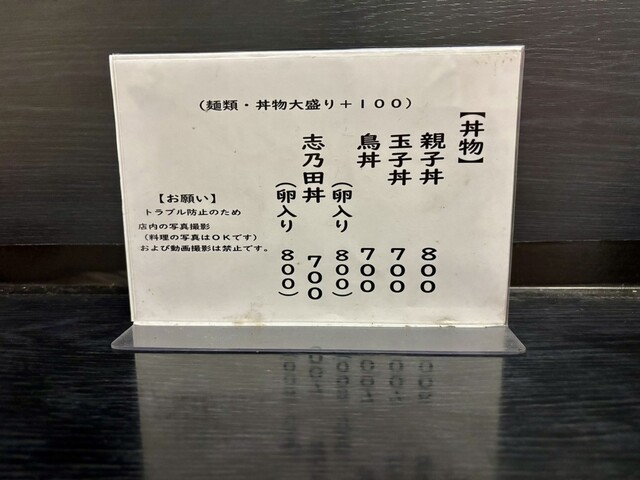 (麺類・丼物大盛り+100)
【丼物】
親子丼 800
玉子丼 700
鳥丼 700
(卵入り 800)
志乃田丼 700
(卵入り 800)
【お願い】
トラブル防止のため
店内の写真撮影
(料理の写真はOKです)
および動画撮影は禁止です。